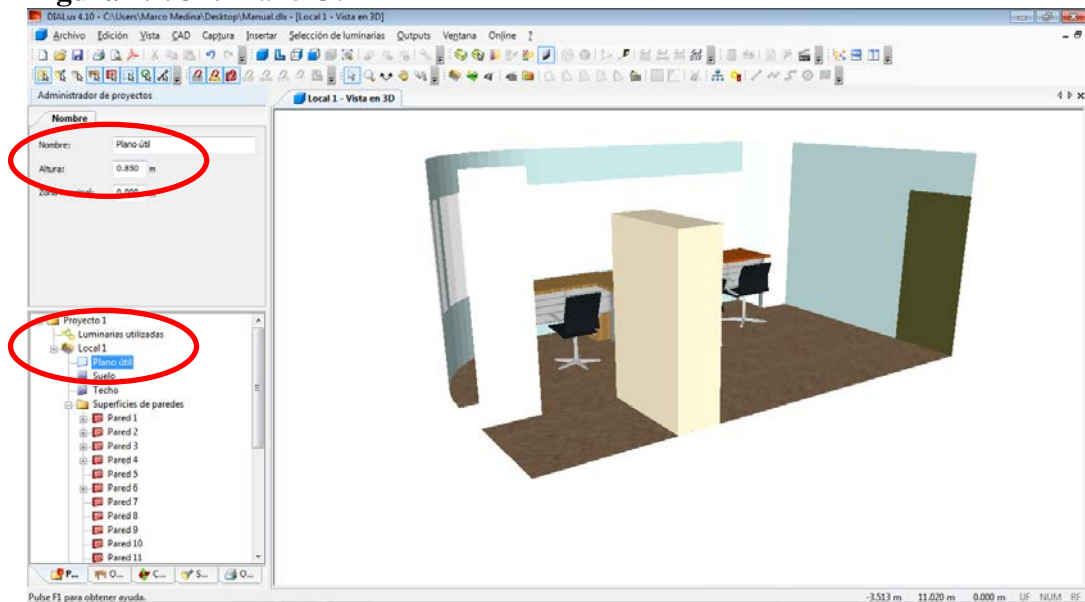 DIALux 4.10 - C:\Users\Marco Medina\Desktop\Manual.dlx - [Local 1 - Vista en 3D]
Archivo Edición Vista CAD Captura Insertar Selección de luminarias Outputs Ventana Online ?
Administrador de proyectos
Local 1 - Vista en 3D
Nombre
Nombre: Plano útil
Altura: 0.850 m
0.000
Proyecto 1
Luminarias utilizadas
Local 1
Plano útil
Suelo
Techo
Superficies de paredes
Pared 1
Pared 2
Pared 3
Pared 4
Pared 5
Pared 6
Pared 7
Pared 8
Pared 9
Pared 10
Pared 11
P... O... C... S... O...
Pulse F1 para obtener ayuda.
-3.513 m 11.020 m 0.000 m UF NUM RF